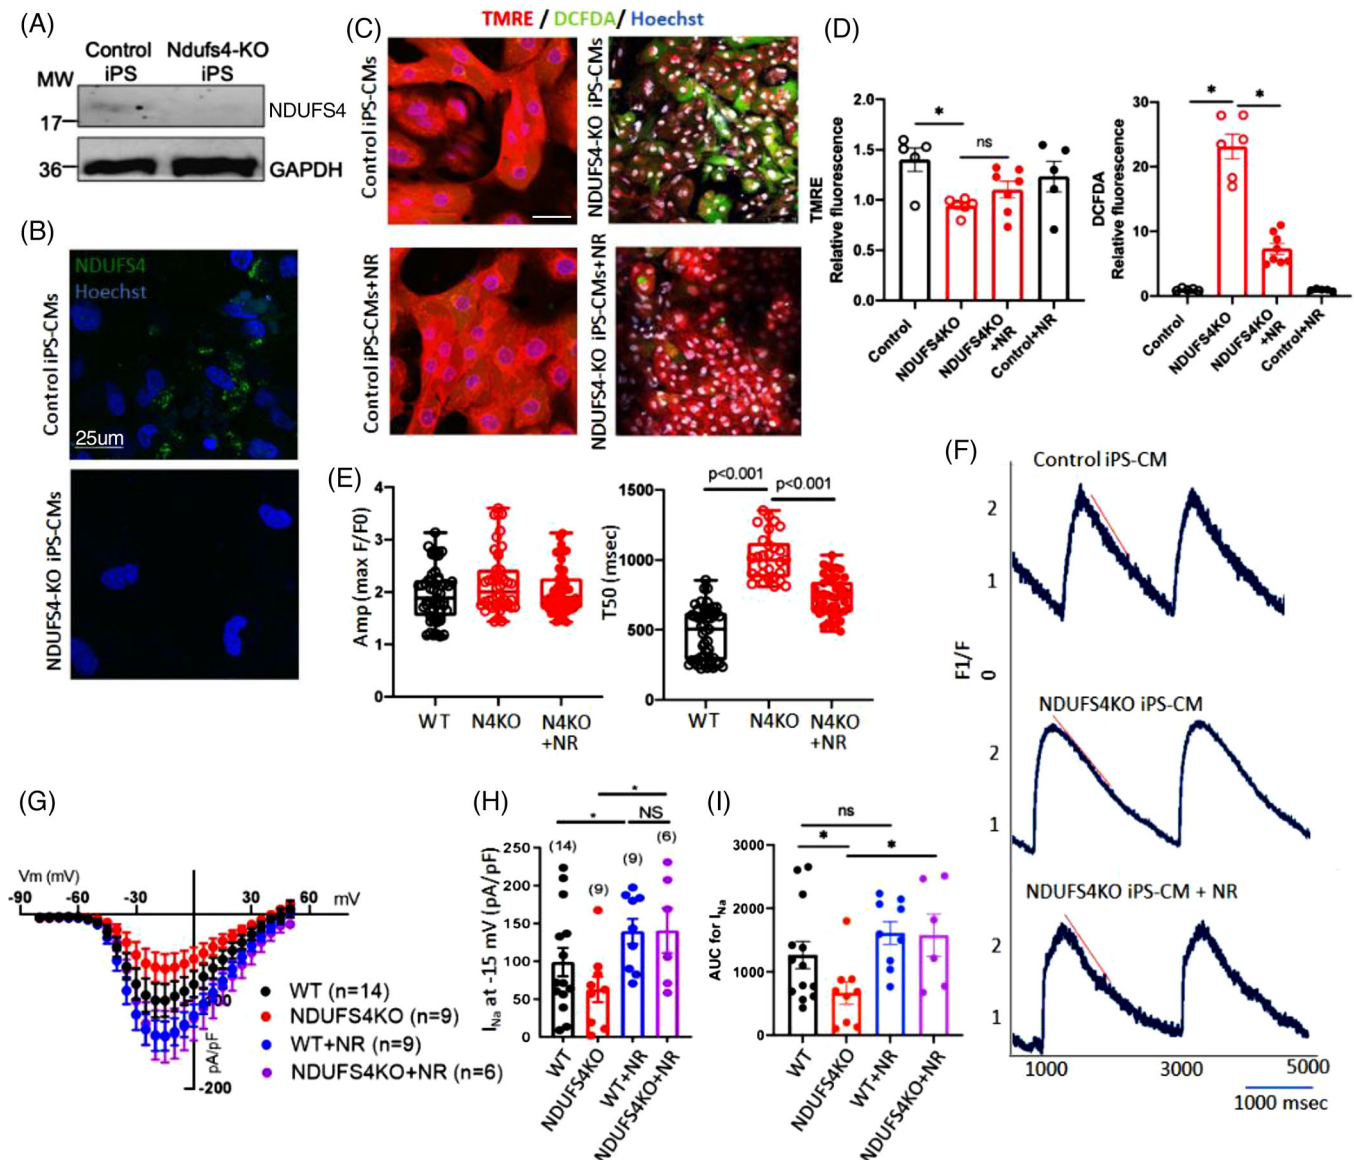 (A)
Control Ndufs4-KO
iPS iPS
MW
NDUFS4
17
36
GAPDH
(B)
NDUFS4
Hoechst
Control iPS-CMs
25um
NDUFS4-KO iPS-CMs
(C)
TMRE / DCFDA/ Hoechst
Control iPS-CMs
NDUFS4-KO iPS-CMs
Control iPS-CMs+NR
NDUFS4-KO iPS-CMs+NR
(D)
TMRE
Relative fluorescence
2.0
1.5
1.0
0.5
0.0
*
ns
Control
NDUFS4KO
NDUFS4KO
+NR
Control+NR
DCFDA
Relative fluorescence
30
20
10
0
* *
Control
NDUFS4KO
NDUFS4KO
+NR
Control+NR
(E)
Amp (max F/F0)
4
3
2
1
0
WT N4KO N4KO
+NR
T50 (msec)
1500
1000
500
0
p<0.001
p<0.001
WT N4KO N4KO
+NR
(F)
Control iPS-CM
2
1
F1/F
0
NDUFS4KO iPS-CM
2
1
NDUFS4KO iPS-CM + NR
2
1
1000 3000 5000
1000 msec
(G)
Vm (mV)
-90 -60 -30 30 60 mV
pA/pF
-200
WT (n=14)
NDUFS4KO (n=9)
WT+NR (n=9)
NDUFS4KO+NR (n=6)
(H)
*
* NS
(14) (9) (9) (6)
INa at -15 mV (pA/pF)
250
200
150
100
50
0
WT
NDUFS4KO
WT+NR
NDUFS4KO+NR
(I)
ns
* *
AUC for INa
3000
2000
1000
0
WT
NDUFS4KO
WT+NR
NDUFS4KO+NR